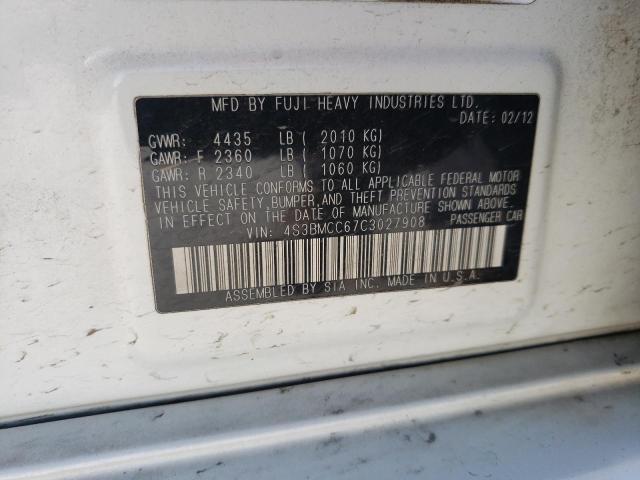 MFD BY FUJI HEAVY INDUSTRIES LTD.
DATE: 02/12
GVWR: 4435 LB ( 2010 KG)
GAWR: F 2360 LB ( 1070 KG)
GAWR: R 2340 LB ( 1060 KG)
THIS VEHICLE CONFORMS TO ALL APPLICABLE FEDERAL MOTOR
VEHICLE SAFETY, BUMPER, AND THEFT PREVENTION STANDARDS
IN EFFECT ON THE DATE OF MANUFACTURE SHOWN ABOVE.
VIN: 4S3BMCC67C3027908 PASSENGER CAR
ASSEMBLED BY SIA INC. MADE IN U.S.A.